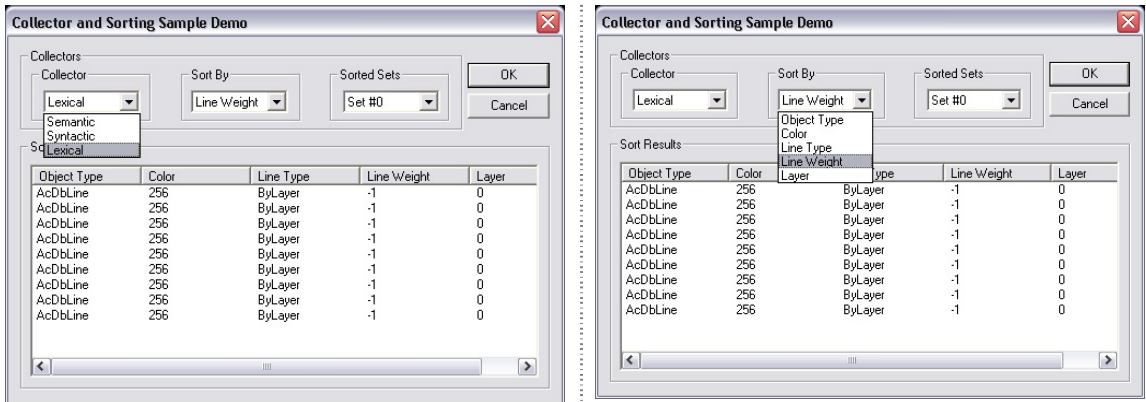 Collector and Sorting Sample Demo
Collectors
Collector
Sort By
Sorted Sets
OK
Lexical
Line Weight
Set #0
Cancel
Semantic
Syntactic
Lexical
Object Type Color Line Type Line Weight Layer
AcDbLine 256 ByLayer -1 0
AcDbLine 256 ByLayer -1 0
AcDbLine 256 ByLayer -1 0
AcDbLine 256 ByLayer -1 0
AcDbLine 256 ByLayer -1 0
AcDbLine 256 ByLayer -1 0
AcDbLine 256 ByLayer -1 0
AcDbLine 256 ByLayer -1 0
AcDbLine 256 ByLayer -1 0
Collector and Sorting Sample Demo
Collectors
Collector
Sort By
Sorted Sets
OK
Lexical
Line Weight
Set #0
Cancel
Object Type
Color
Line Type
Line Weight
Layer
Sort Results
Object Type Color Line Weight Layer
AcDbLine 256 ByLayer -1 0
AcDbLine 256 ByLayer -1 0
AcDbLine 256 ByLayer -1 0
AcDbLine 256 ByLayer -1 0
AcDbLine 256 ByLayer -1 0
AcDbLine 256 ByLayer -1 0
AcDbLine 256 ByLayer -1 0
AcDbLine 256 ByLayer -1 0
AcDbLine 256 ByLayer -1 0